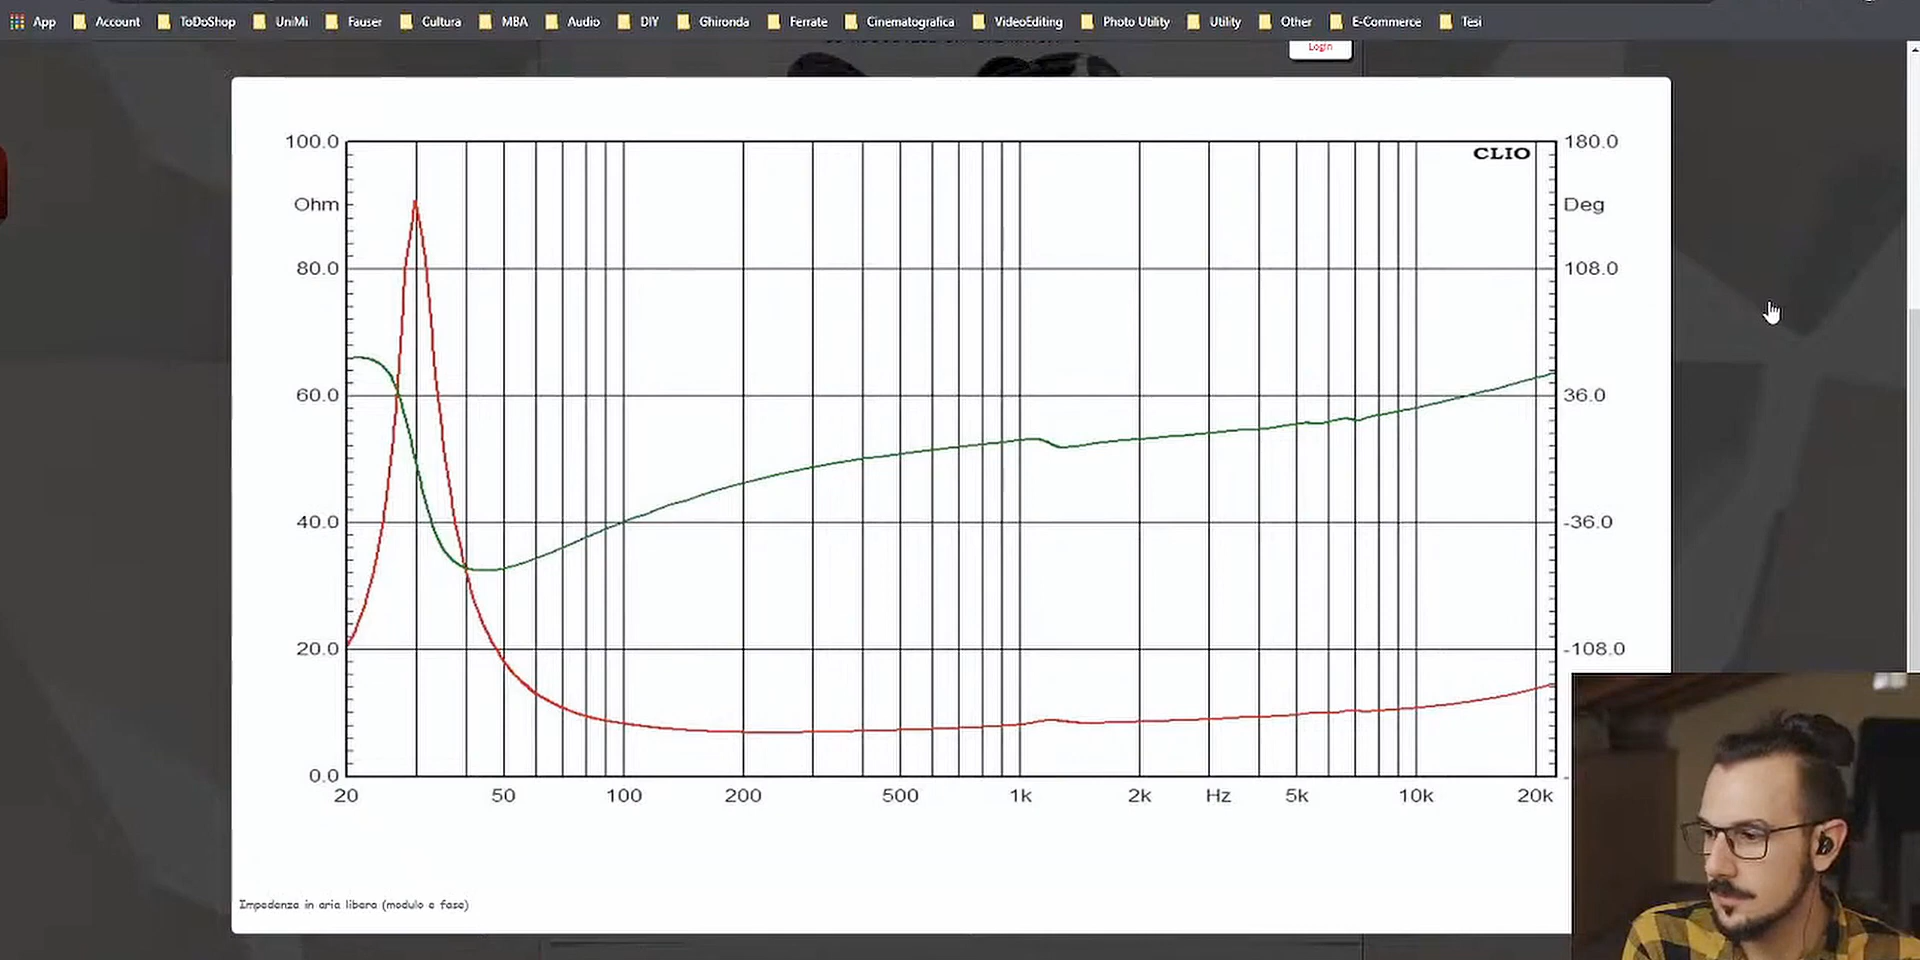 App Account ToDoShop UniMi Fauser Cultura MBA Audio DIY Ghironda Ferrate Cinematografica VideoEditing Photo Utility Utility Other E-Commerce Tesi
Login
CLIO
100.0 180.0
Ohm Deg
80.0 108.0
60.0 36.0
40.0 -36.0
20.0 -108.0
0.0
20 50 100 200 500 1k 2k Hz 5k 10k 20k
Impedenza in aria libera (modulo e fase)